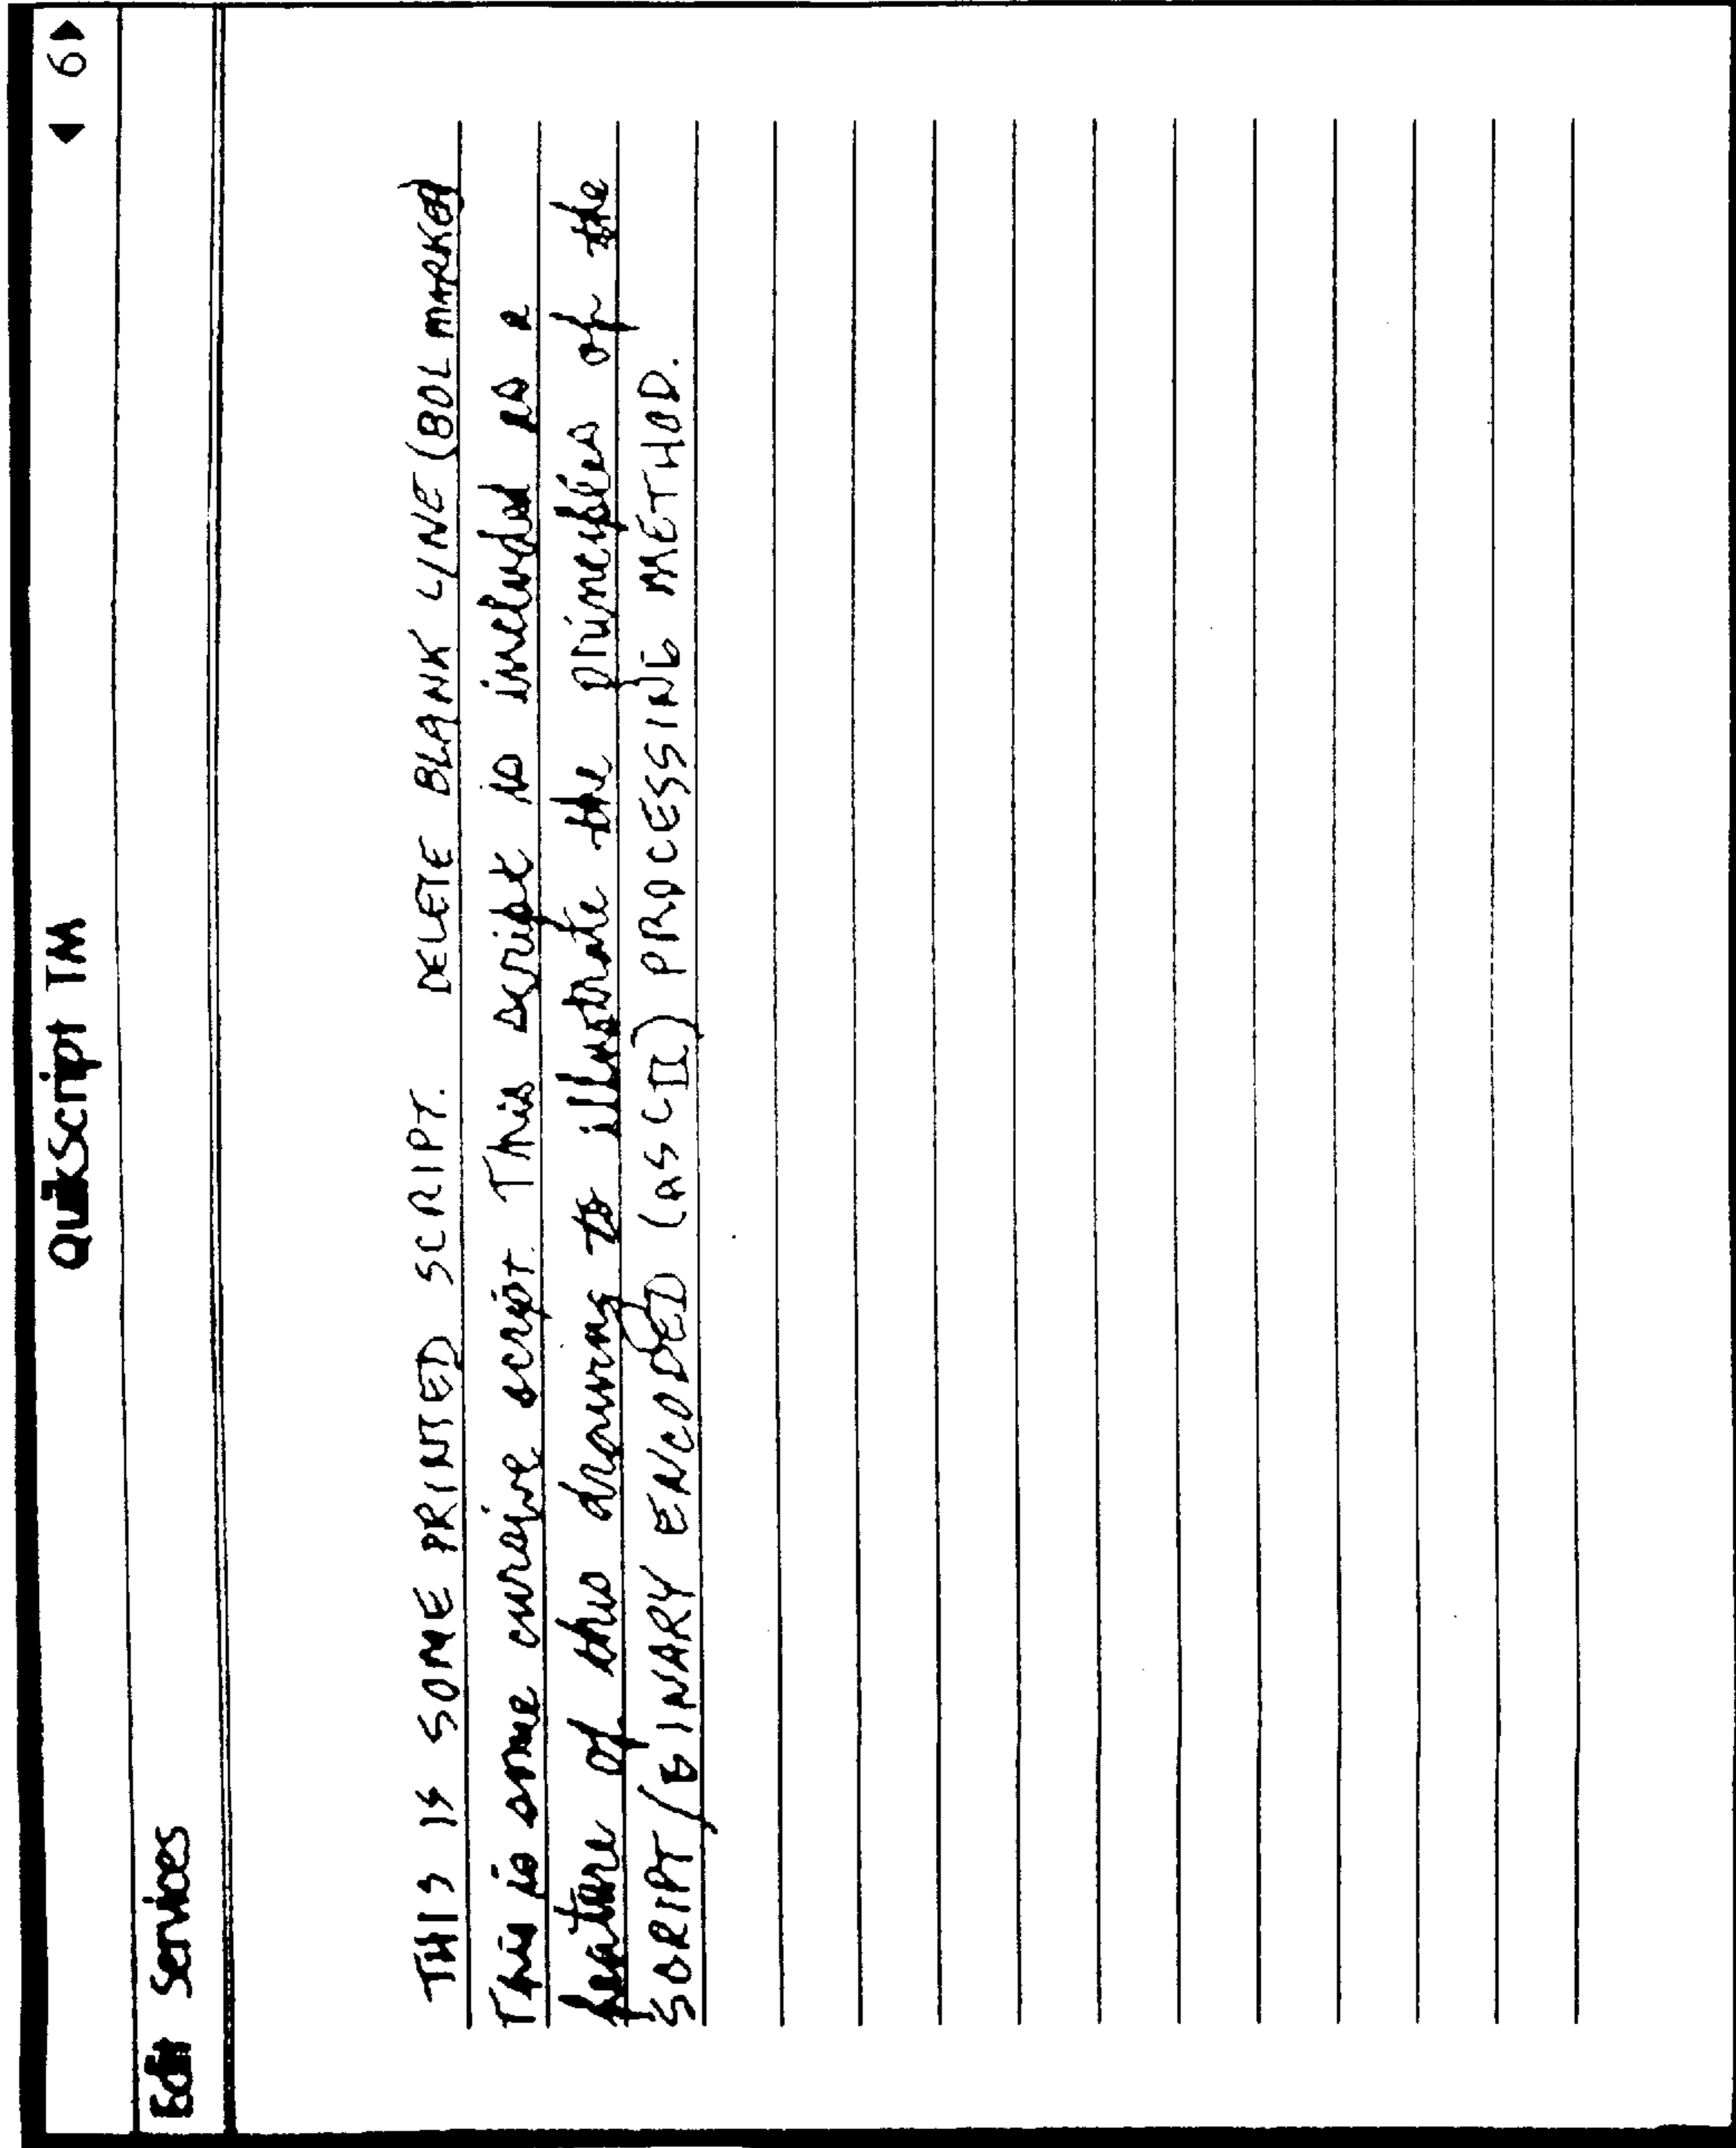 QuikScript TM
◀ 6 ▶
Edit Services
THIS IS SOME PRINTED SCRIPT. DELETE BLANK LINE (BOL MARKER)
This is some cursive script. This script is included as a
feature of this drawing to illustrate the principles of the
SCRIPT/BINARY ENCODED (ASCII) PROCESSING METHOD.